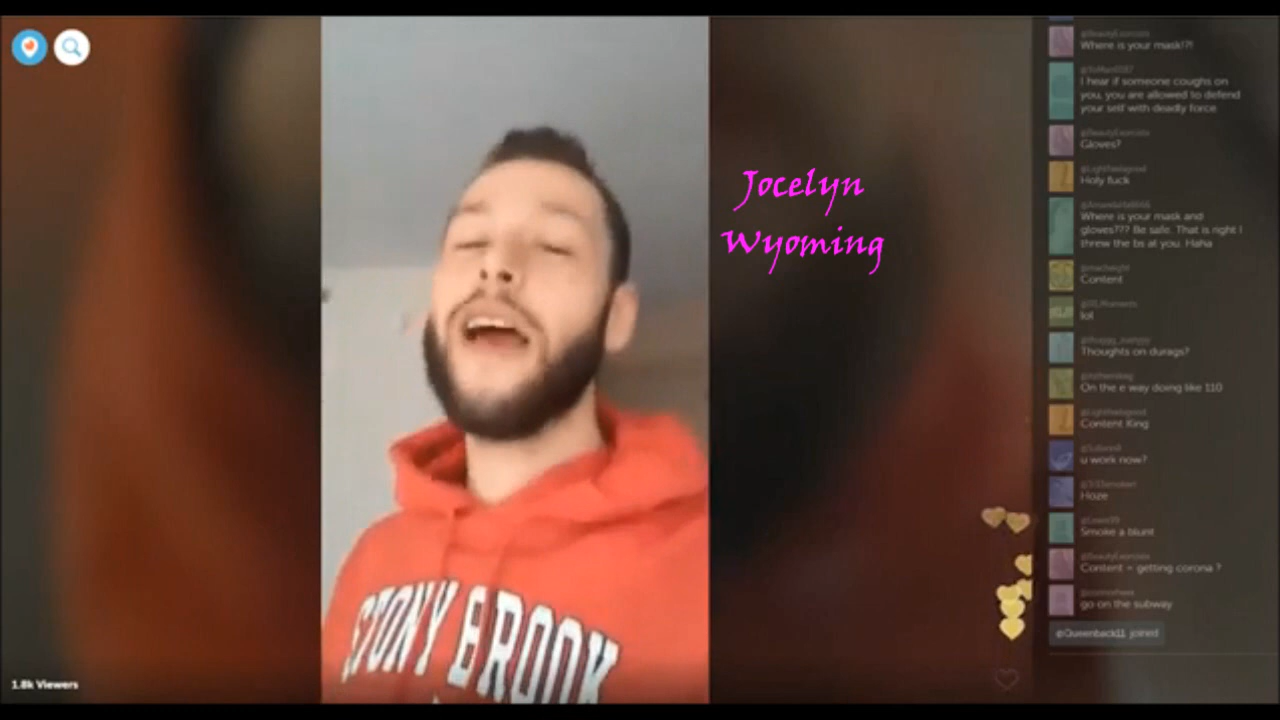 Where is your mask!?!
I hear if someone coughs on
you, you are allowed to defend
your self with deadly force.
Gloves?
Holy fuck
Where is your mask and
gloves??? Be safe. That is right I
threw the bs at you. Haha
Content
lol
Thoughts on durags?
On the e way doing like 110
Content King
u work now?
Hoze
Smoke a blunt
Content = getting corona ?
go on the subway
@Queenback11 joined
Jocelyn
Wyoming
STONY BROOK
1.8k Viewers